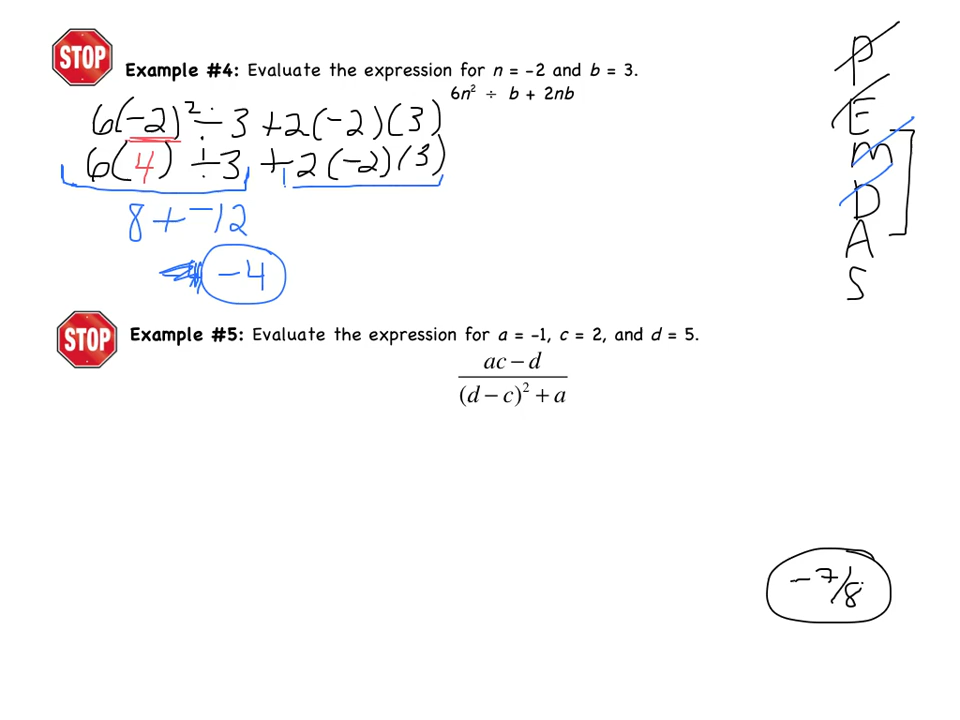 STOP
Example #4: Evaluate the expression for n = -2 and b = 3.
6n² ÷ b + 2nb
6(-2)² ÷ 3 + 2(-2)(3)
6(4) ÷ 3 + 2(-2)(3)
8 + -12
-4
P
E
M
D
A
S
STOP
Example #5: Evaluate the expression for a = -1, c = 2, and d = 5.
ac − d
(d − c)² + a
-7/8